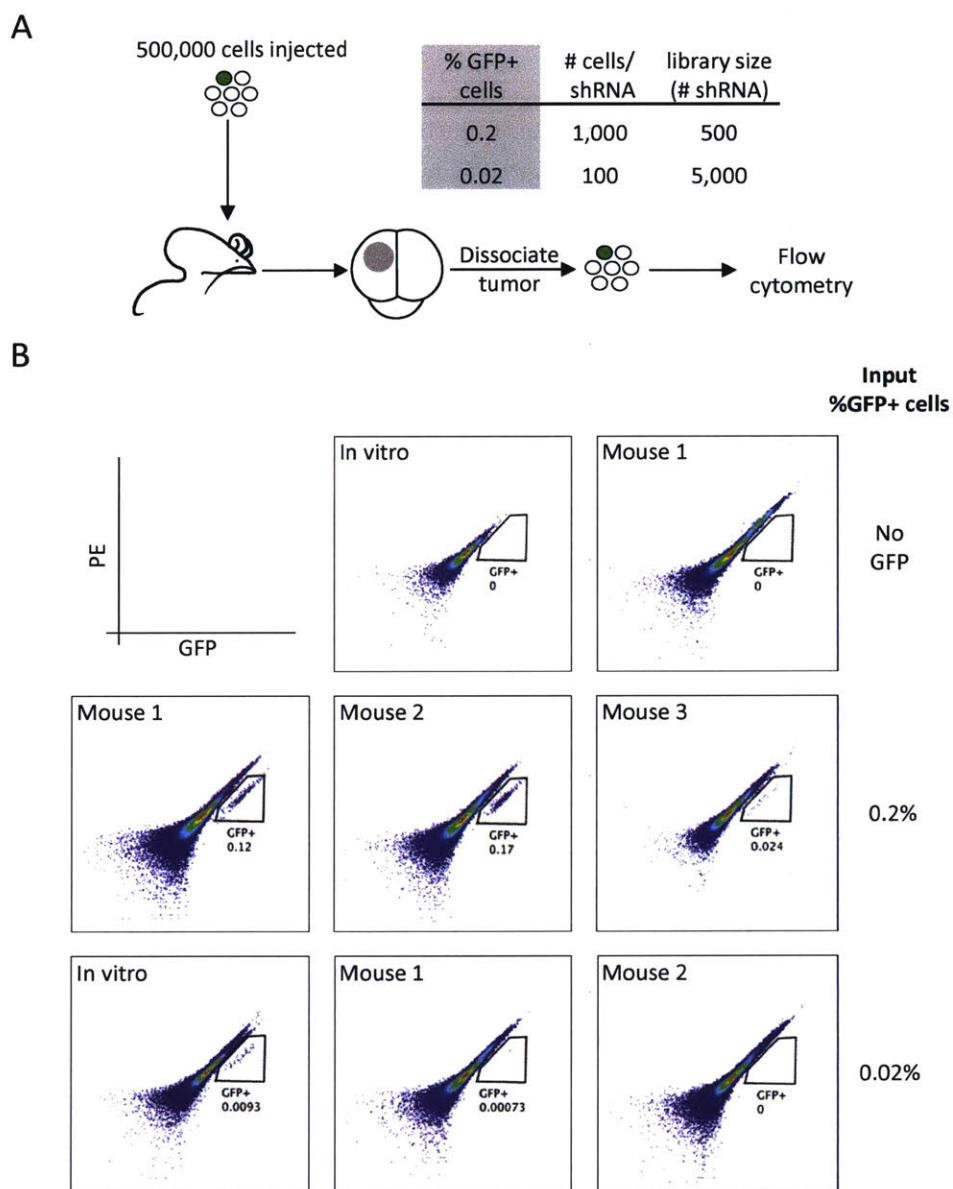 A
500,000 cells injected
% GFP+ cells
# cells/ shRNA
library size (# shRNA)
0.2
1,000
500
0.02
100
5,000
Dissociate
tumor
Flow
cytometry
B
Input
%GFP+ cells
PE
GFP
In vitro
GFP+
0
Mouse 1
GFP+
0
No
GFP
Mouse 1
GFP+
0.12
Mouse 2
GFP+
0.17
Mouse 3
GFP+
0.024
0.2%
In vitro
GFP+
0.0093
Mouse 1
GFP+
0.00073
Mouse 2
GFP+
0
0.02%